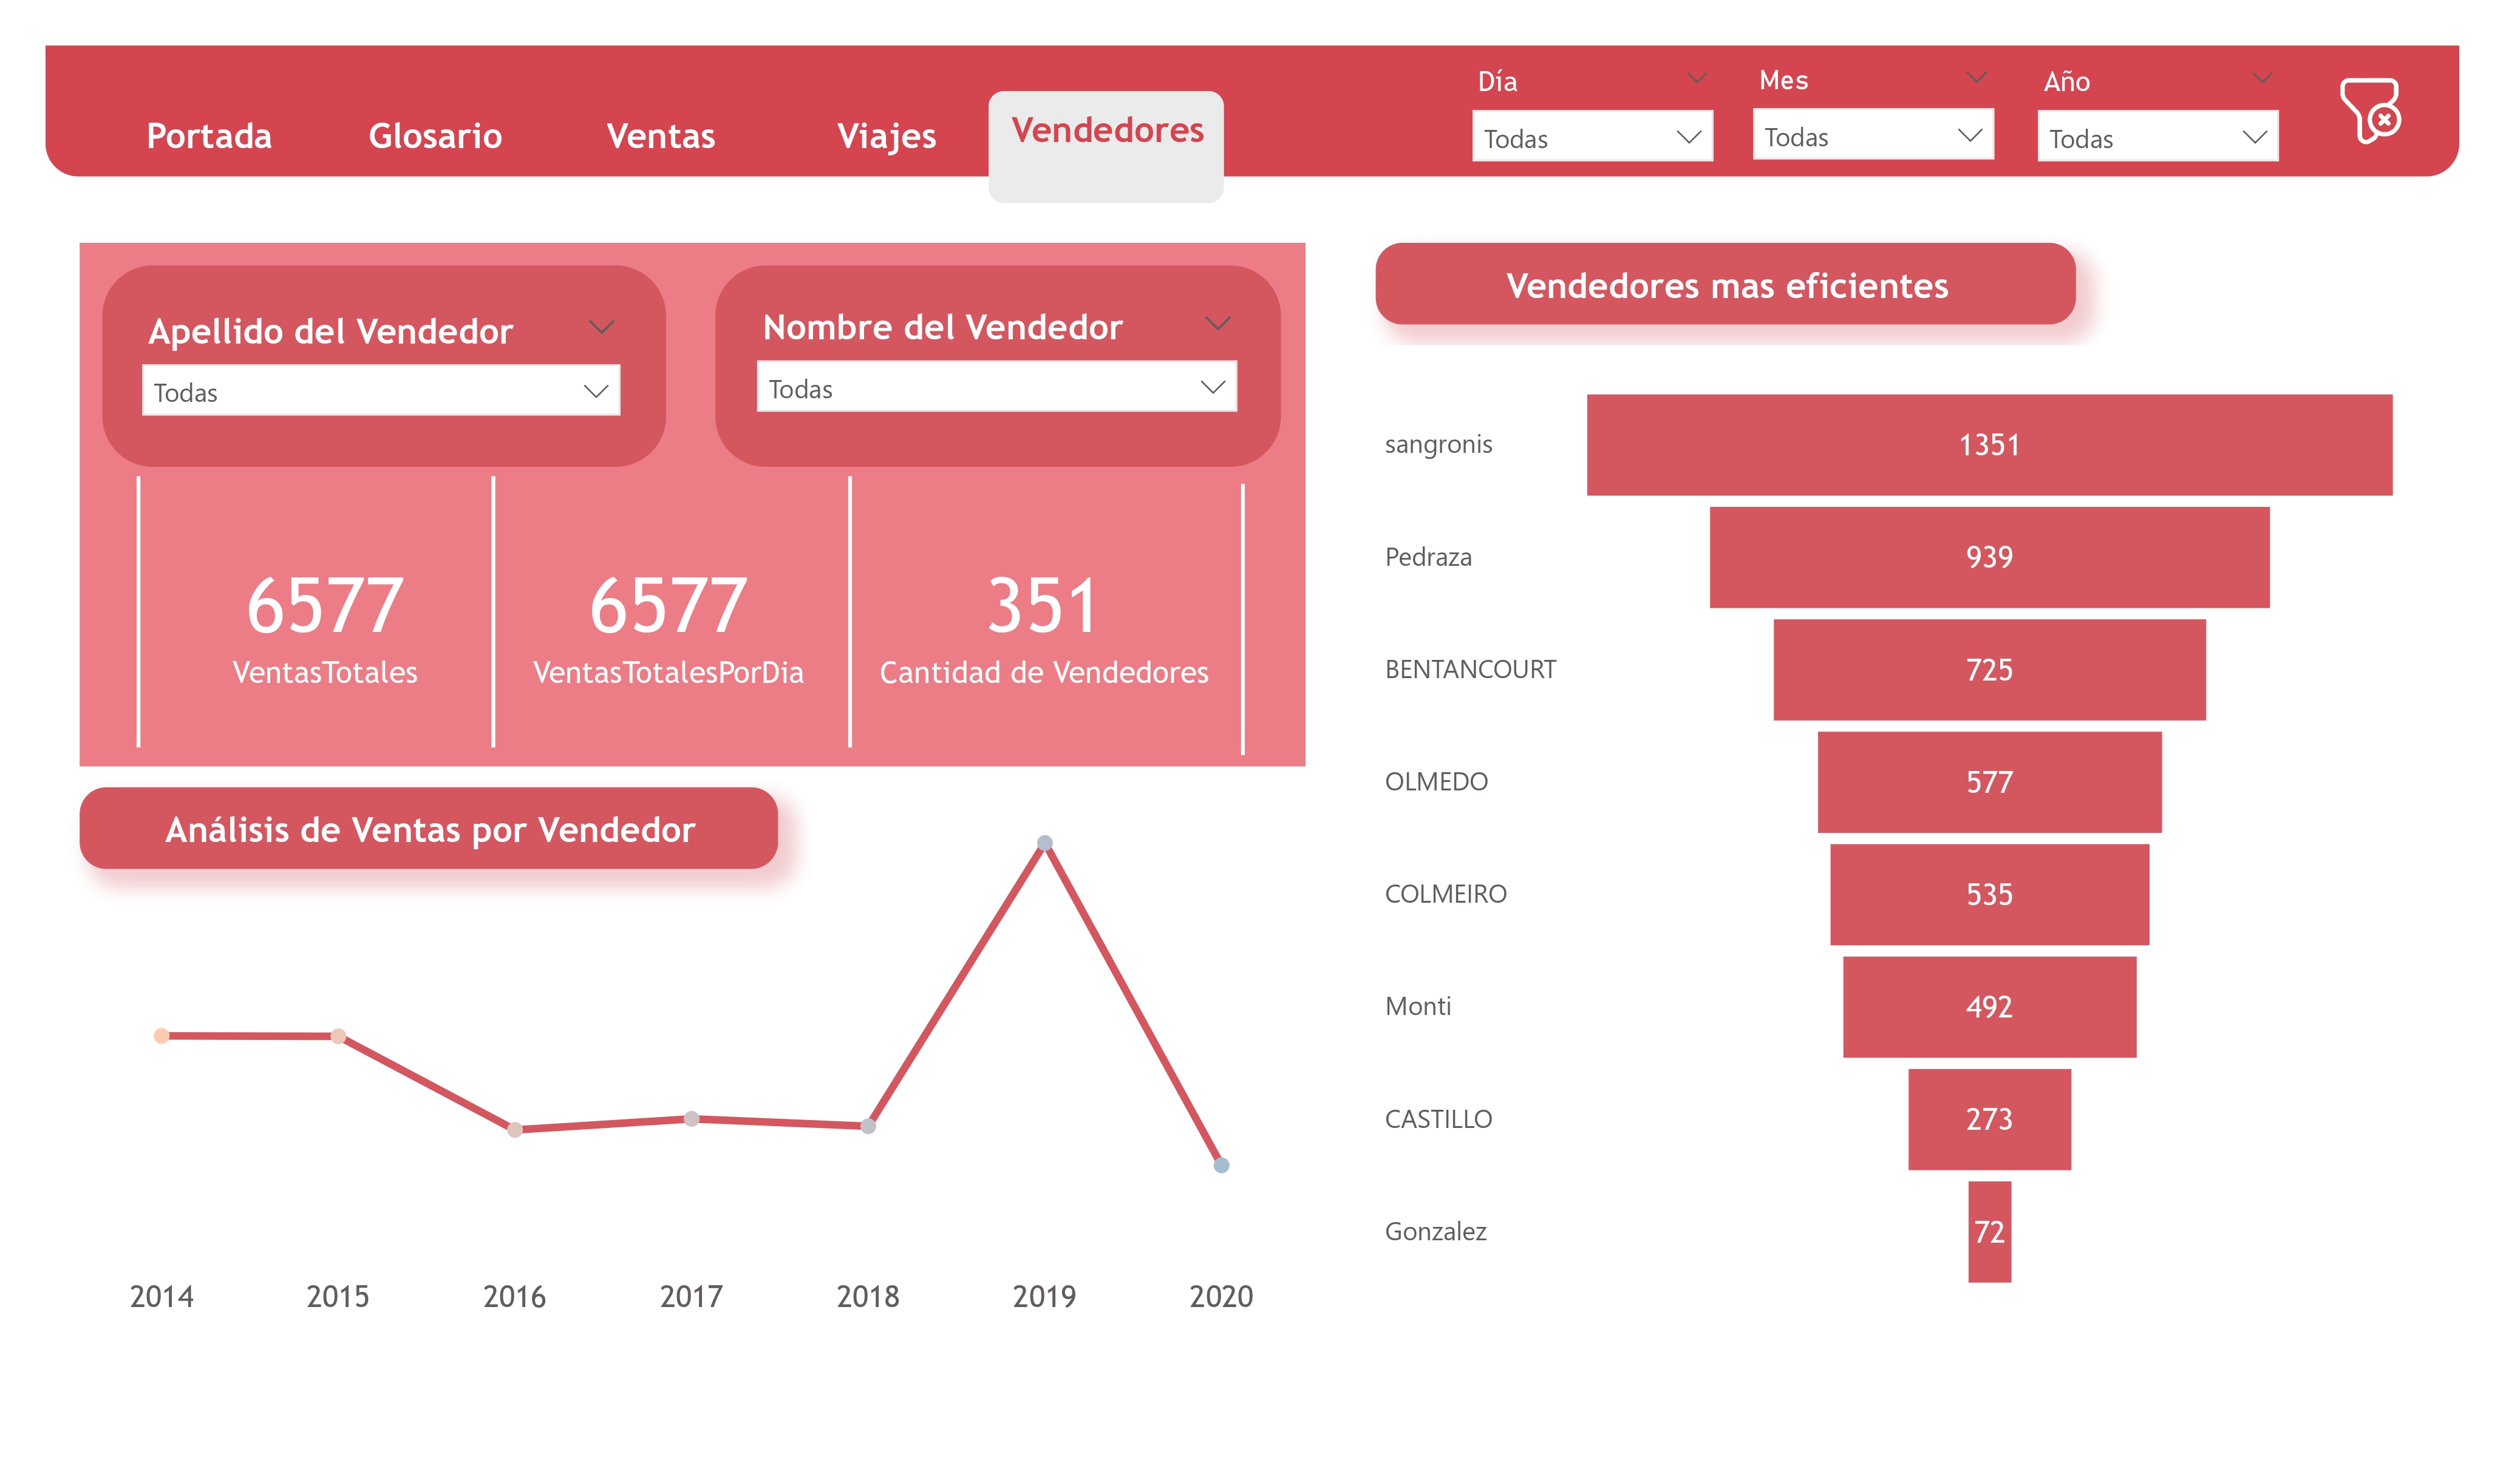 Portada
Glosario
Ventas
Viajes
Vendedores
Día
Todas
Mes
Todas
Año
Todas
Apellido del Vendedor
Todas
Nombre del Vendedor
Todas
6577
VentasTotales
6577
VentasTotalesPorDia
351
Cantidad de Vendedores
Análisis de Ventas por Vendedor
2014
2015
2016
2017
2018
2019
2020
Vendedores mas eficientes
sangronis
1351
Pedraza
939
BENTANCOURT
725
OLMEDO
577
COLMEIRO
535
Monti
492
CASTILLO
273
Gonzalez
72